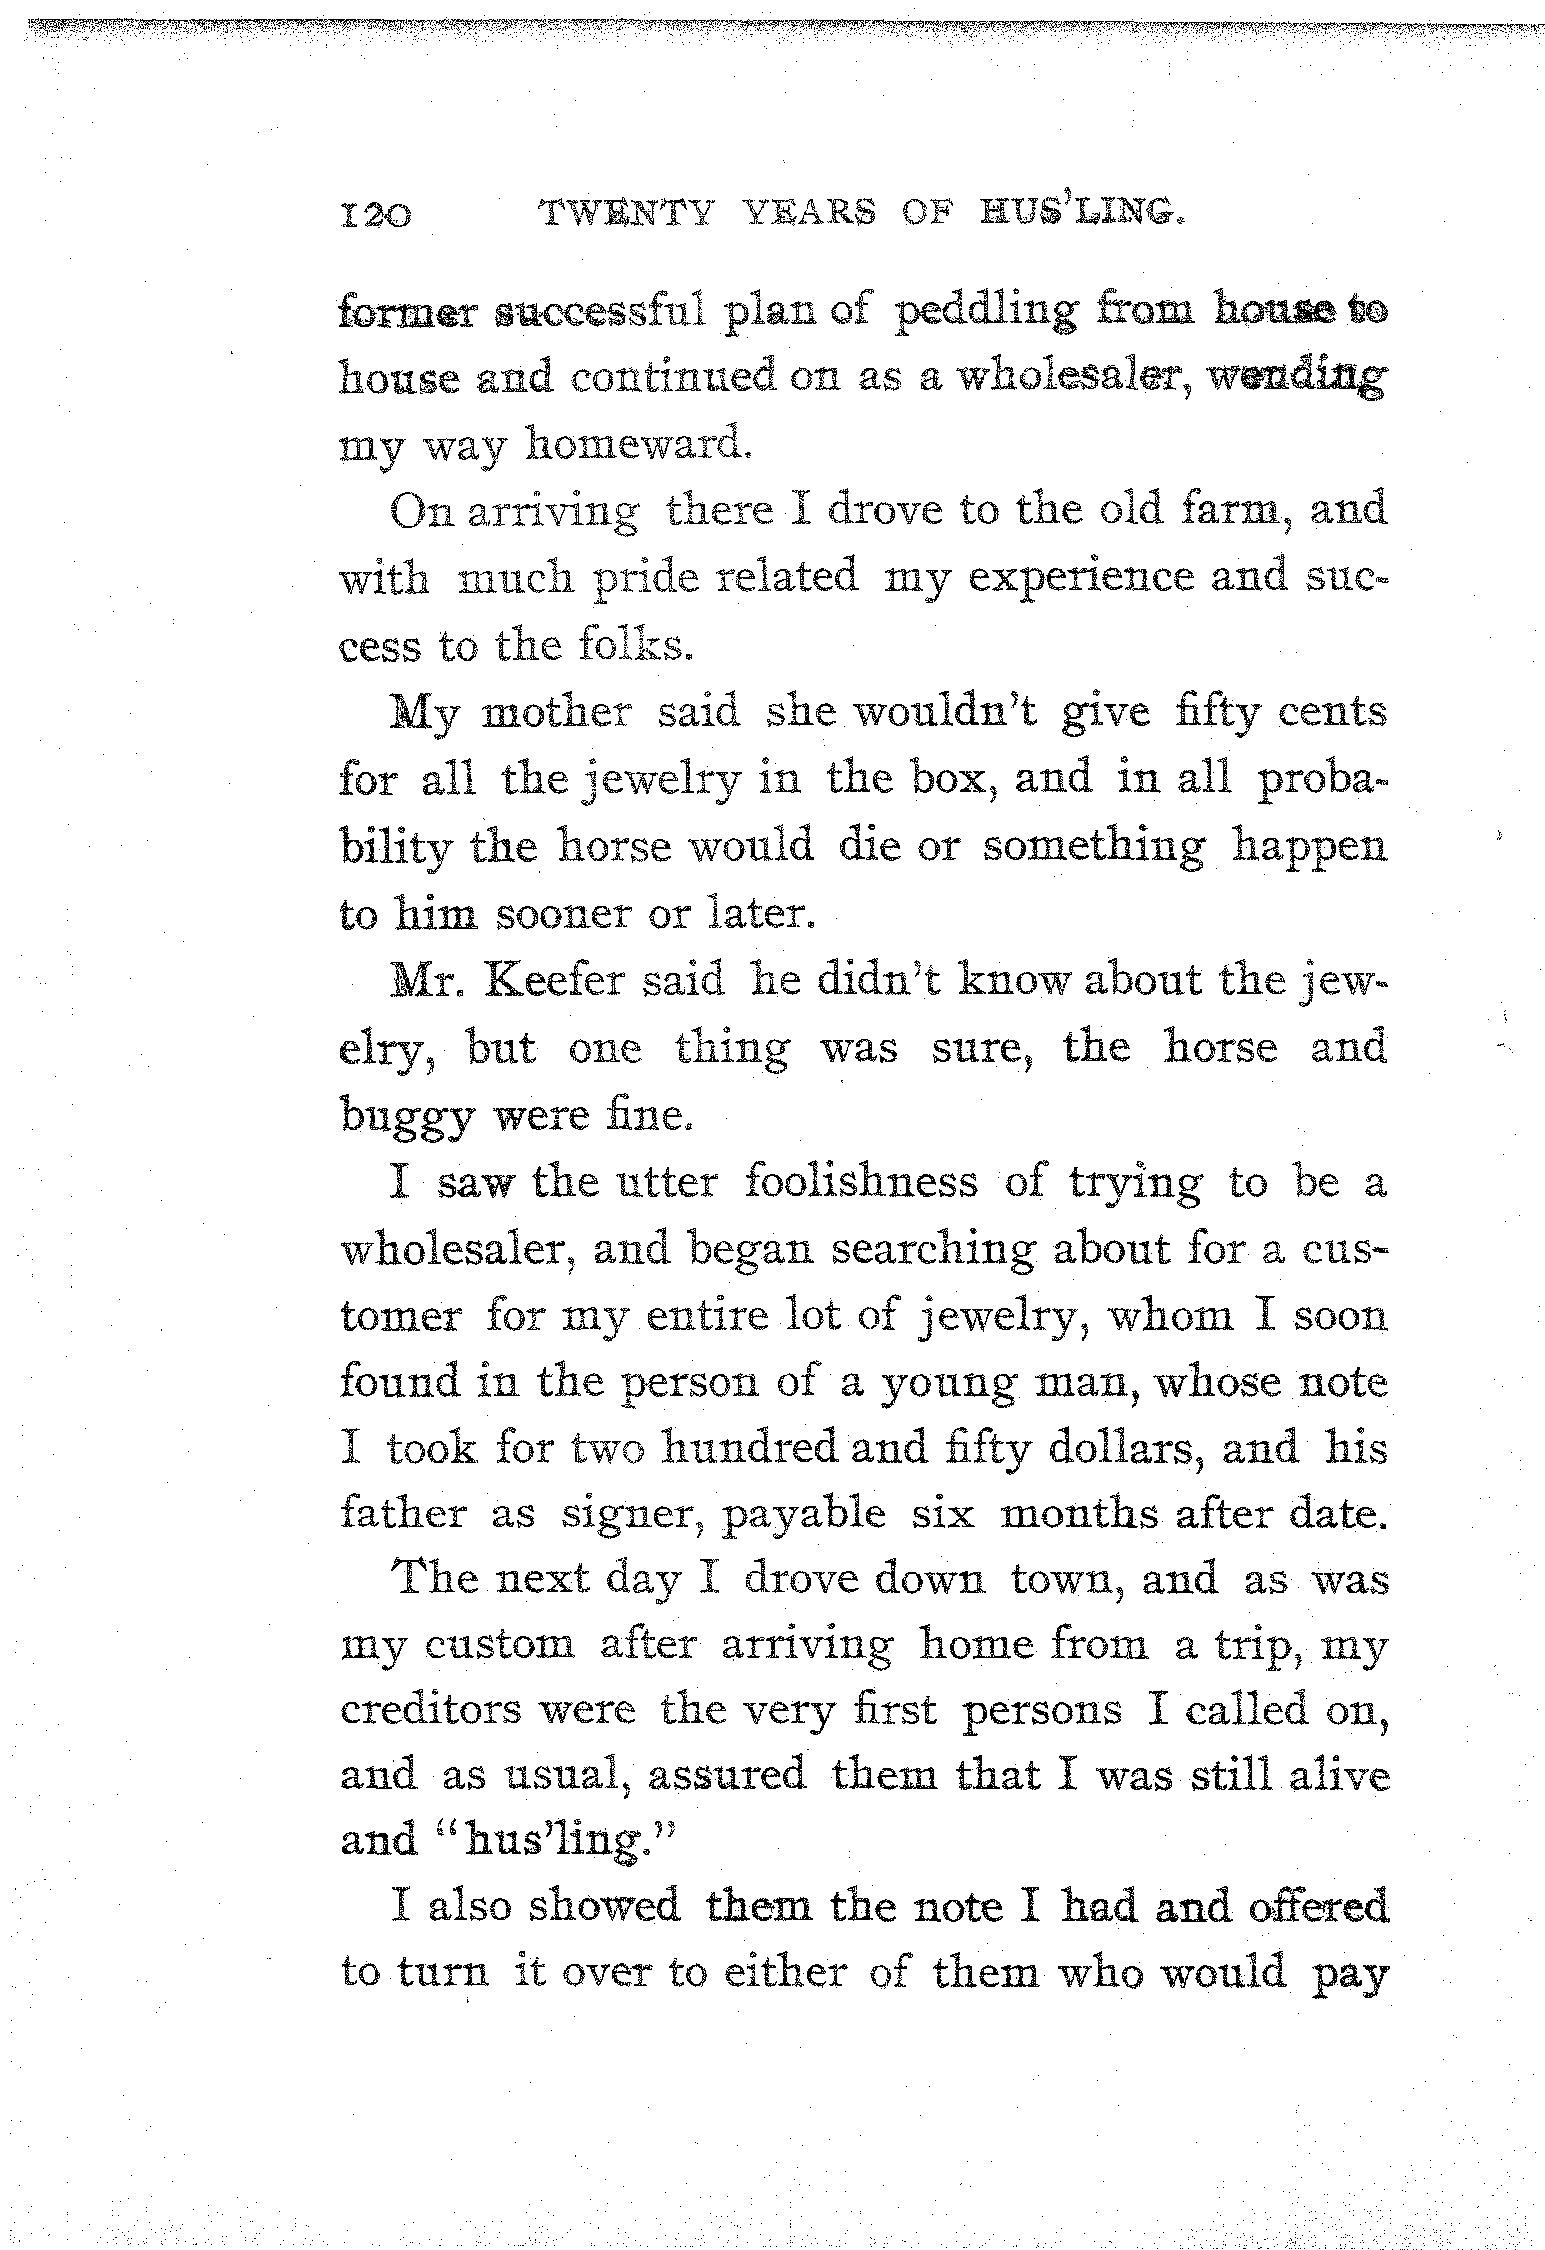 120 TWENTY YEARS OF HUS'LING.
former successful plan of peddling from house to
house and continued on as a wholesaler, wending
my way homeward.
On arriving there I drove to the old farm, and
with much pride related my experience and suc-
cess to the folks.
My mother said she wouldn't give fifty cents
for all the jewelry in the box, and in all proba-
bility the horse would die or something happen
to him sooner or later.
Mr. Keefer said he didn't know about the jew-
elry, but one thing was sure, the horse and
buggy were fine.
I saw the utter foolishness of trying to be a
wholesaler, and began searching about for a cus-
tomer for my entire lot of jewelry, whom I soon
found in the person of a young man, whose note
I took for two hundred and fifty dollars, and his
father as signer, payable six months after date.
The next day I drove down town, and as was
my custom after arriving home from a trip, my
creditors were the very first persons I called on,
and as usual, assured them that I was still alive
and "hus'ling."
I also showed them the note I had and offered
to turn it over to either of them who would pay